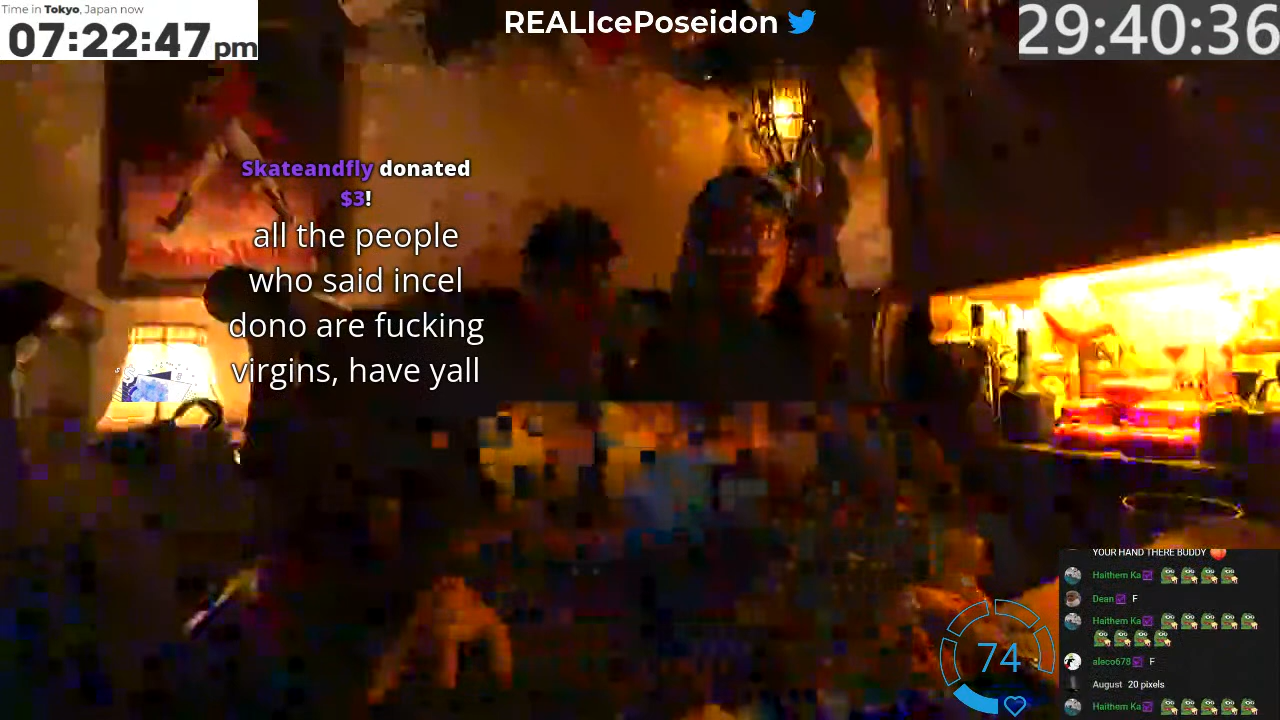 Time in Tokyo, Japan now
07:22:47pm
REALIcePoseidon
29:40:36
Skateandfly donated
$3!
all the people
who said incel
dono are fucking
virgins, have yall
74
YOUR HAND THERE BUDDY
Haithem Ka
Dean F
Haithem Ka
aleco678 F
August 20 pixels
Haithem Ka